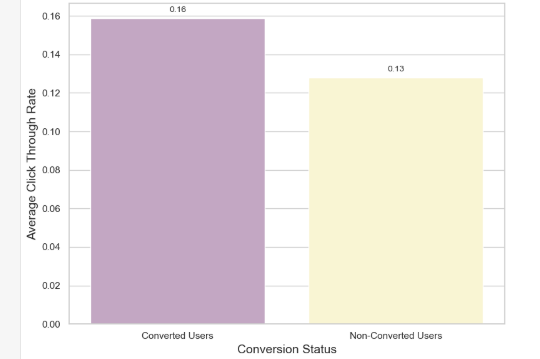 0.16
0.13
0.16
0.14
0.12
0.10
0.08
0.06
0.04
0.02
0.00
Average Click Through Rate
Converted Users
Non-Converted Users
Conversion Status